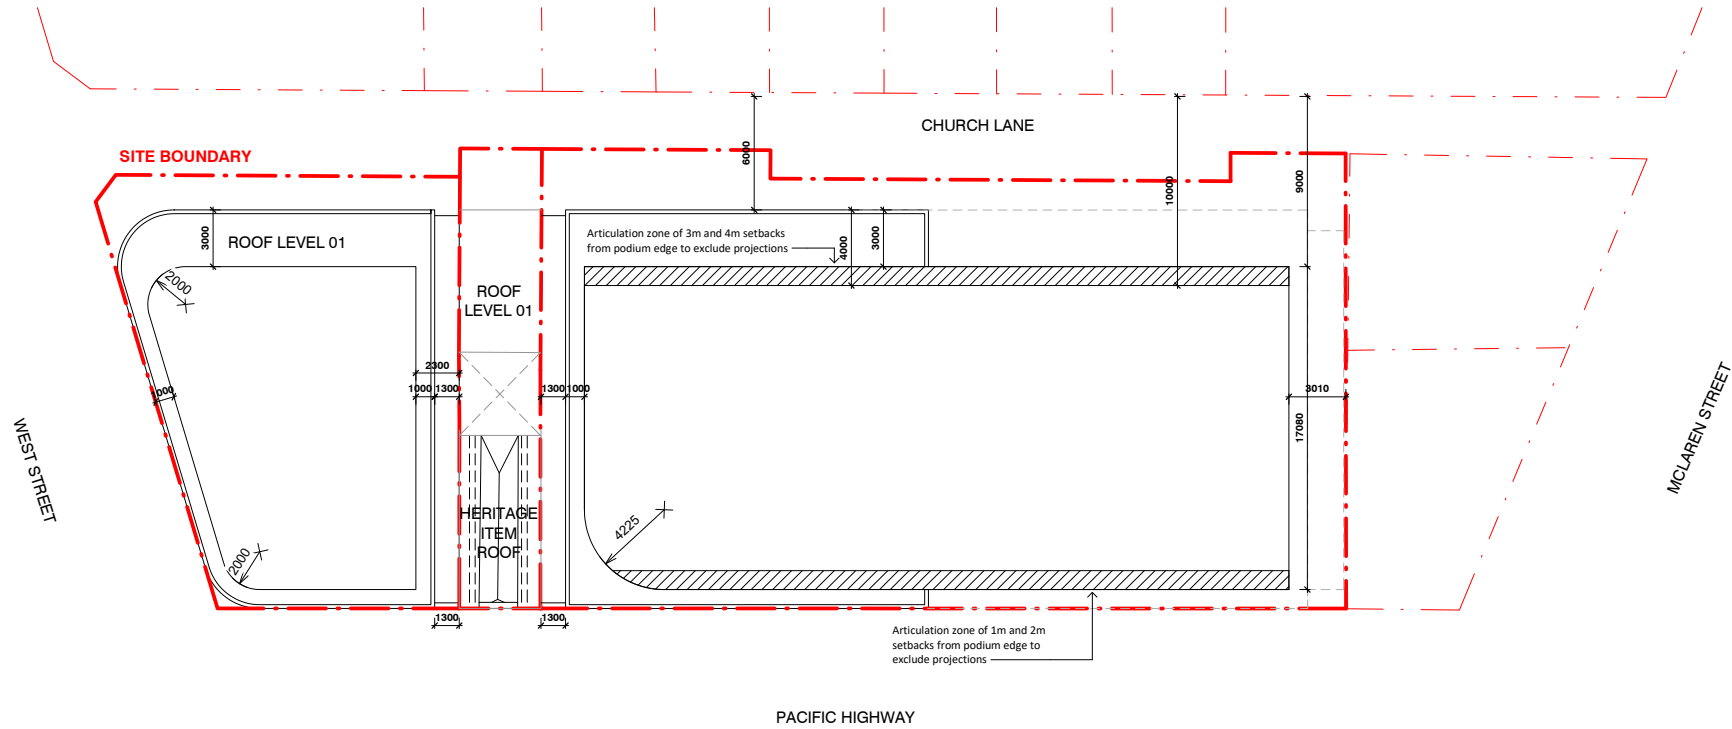 CHURCH LANE
SITE BOUNDARY
6000
10000
9000
ROOF LEVEL 01
3000
Articulation zone of 3m and 4m setbacks
from podium edge to exclude projections
4000
3000
2000
ROOF
LEVEL 01
2300
1000
1300
1300
1000
3010
000
17080
WEST STREET
MCLAREN STREET
HERITAGE
ITEM
ROOF
4225
2000
1300
1300
Articulation zone of 1m and 2m
setbacks from podium edge to
exclude projections
PACIFIC HIGHWAY